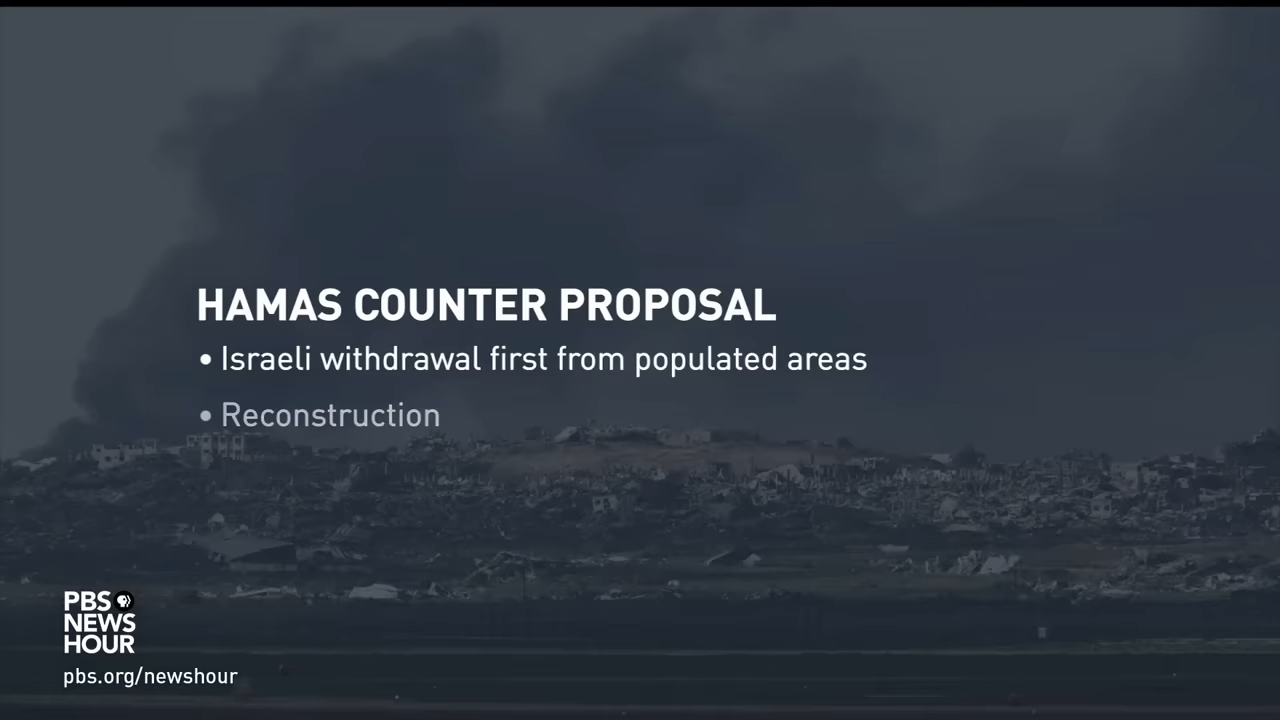 HAMAS COUNTER PROPOSAL
• Israeli withdrawal first from populated areas
• Reconstruction
PBS
NEWS
HOUR
pbs.org/newshour